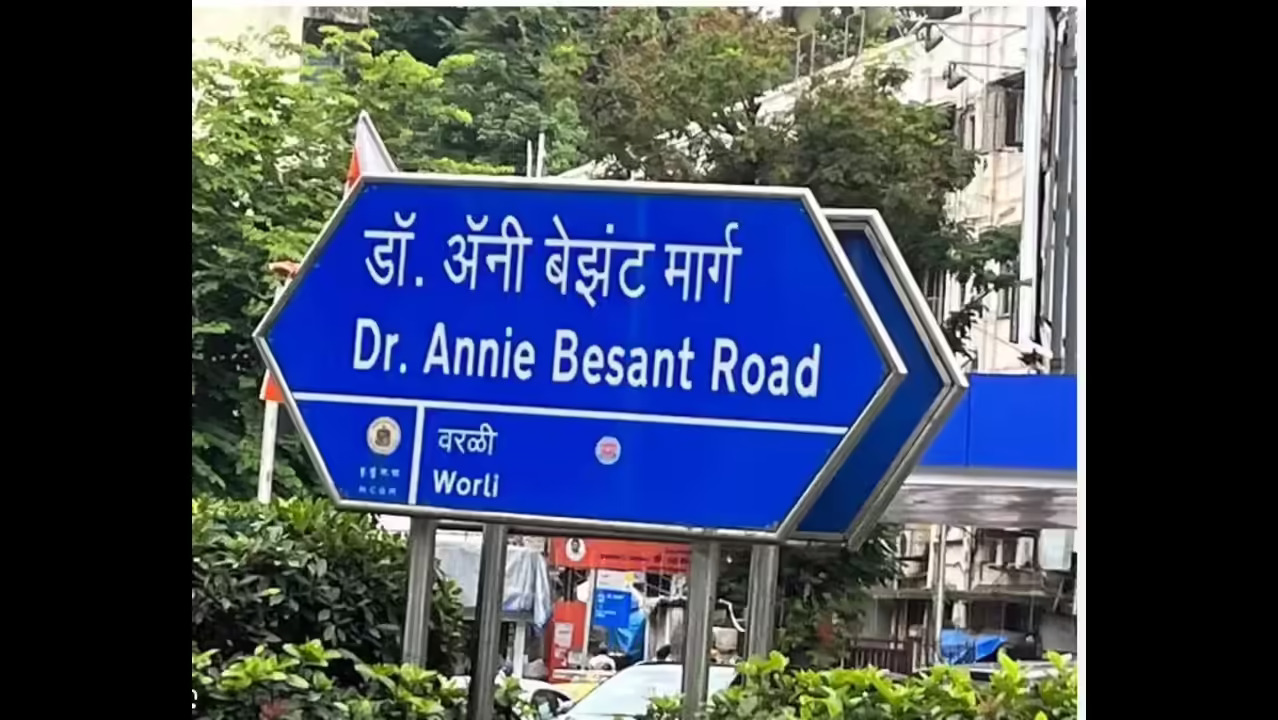 डॉ. ॲनी बेझंट मार्ग
Dr. Annie Besant Road
वरळी
Worli